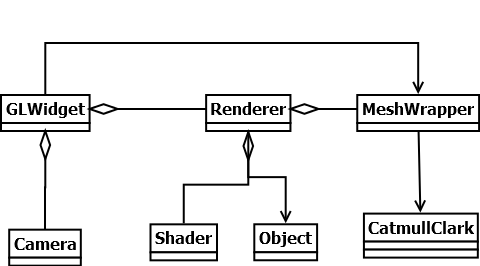 GLWidget
Renderer
MeshWrapper
Camera
Shader
Object
CatmullClark